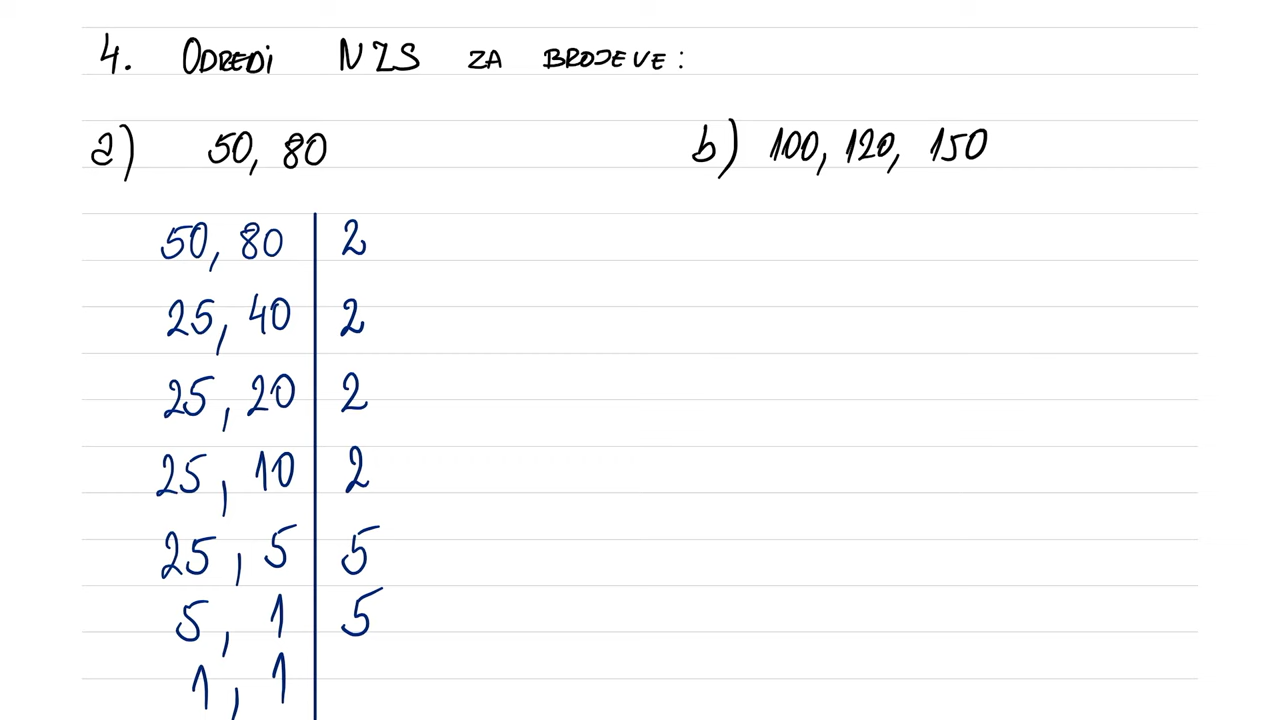 4. ODREDI NZS ZA BROJEVE:
a) 50, 80
b) 100, 120, 150
50, 80 | 2
25, 40 | 2
25, 20 | 2
25, 10 | 2
25, 5 | 5
5, 1 | 5
1, 1 |